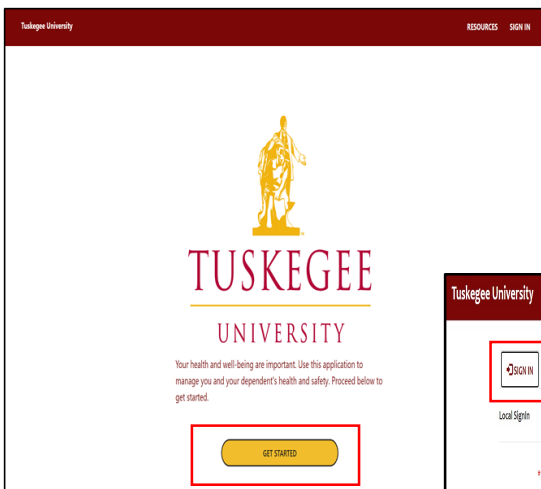 Tuskegee University
RESOURCES SIGN IN
TUSKEGEE
UNIVERSITY
Your health and well-being are important. Use this application to
manage you and your dependent's health and safety. Proceed below to
get started.
GET STARTED
Tuskegee University
SIGN IN
Local SignIn